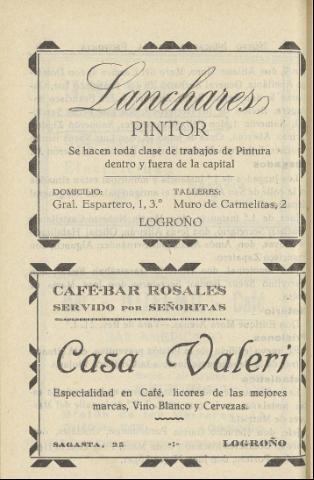 Lanchares
PINTOR
Se hacen toda clase de trabajos de Pintura
dentro y fuera de la capital
DOMICILIO:
Gral. Espartero, 1, 3.º
TALLERES:
Muro de Carmelitas, 2
LOGROÑO
CAFÉ-BAR ROSALES
SERVIDO POR SEÑORITAS
Casa Valeri
Especialidad en Café, licores de las mejores
marcas, Vino Blanco y Cervezas.
SAGASTA, 25 -:- LOGROÑO